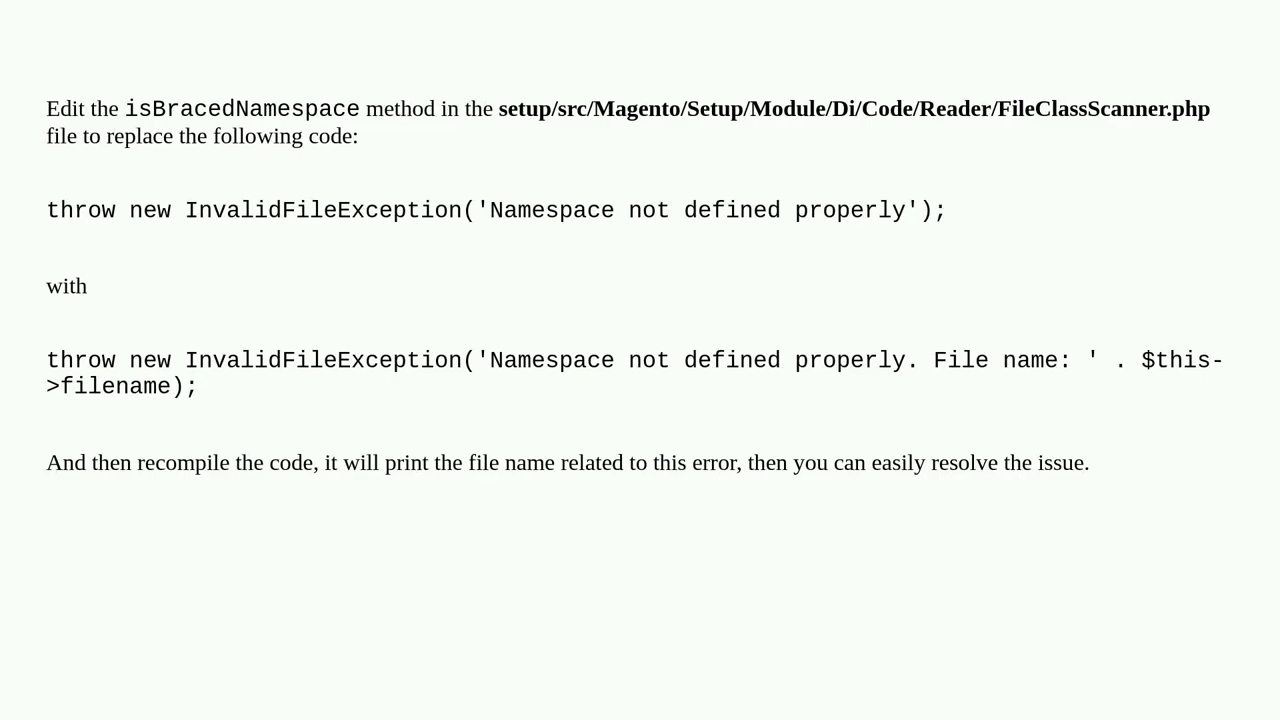 Edit the isBracedNamespace method in the setup/src/Magento/Setup/Module/Di/Code/Reader/FileClassScanner.php
file to replace the following code:
throw new InvalidFileException('Namespace not defined properly');
with
throw new InvalidFileException('Namespace not defined properly. File name: ' . $this-
>filename);
And then recompile the code, it will print the file name related to this error, then you can easily resolve the issue.